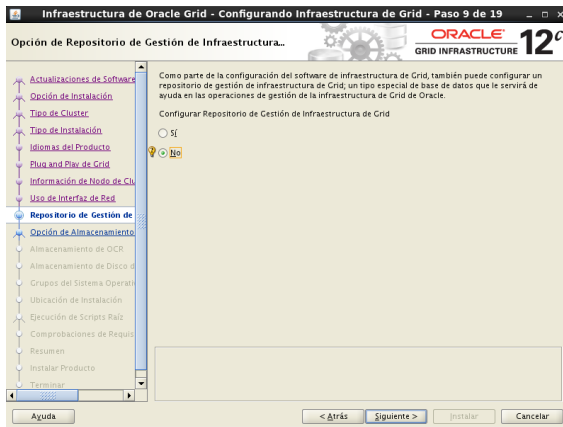 Infraestructura de Oracle Grid - Configurando Infraestructura de Grid - Paso 9 de 19
Opción de Repositorio de Gestión de Infraestructura...
ORACLE
GRID INFRASTRUCTURE 12c
Actualizaciones de Software
Opción de Instalación
Tipo de Cluster
Tipo de Instalación
Idiomas del Producto
Plug and Play de Grid
Información de Nodo de Clu
Uso de Interfaz de Red
Repositorio de Gestión de
Opción de Almacenamiento
Almacenamiento de OCR
Almacenamiento de Disco d
Grupos del Sistema Operati
Ubicación de Instalación
Ejecución de Scripts Raíz
Comprobaciones de Requis
Resumen
Instalar Producto
Terminar
Como parte de la configuración del software de infraestructura de Grid, también puede configurar un
repositorio de gestión de infraestructura de Grid; un tipo especial de base de datos que le servirá de
ayuda en las operaciones de gestión de la infraestructura de Grid de Oracle.
Configurar Repositorio de Gestión de Infraestructura de Grid
Sí
No
Ayuda
< Atrás
Siguiente >
Instalar
Cancelar